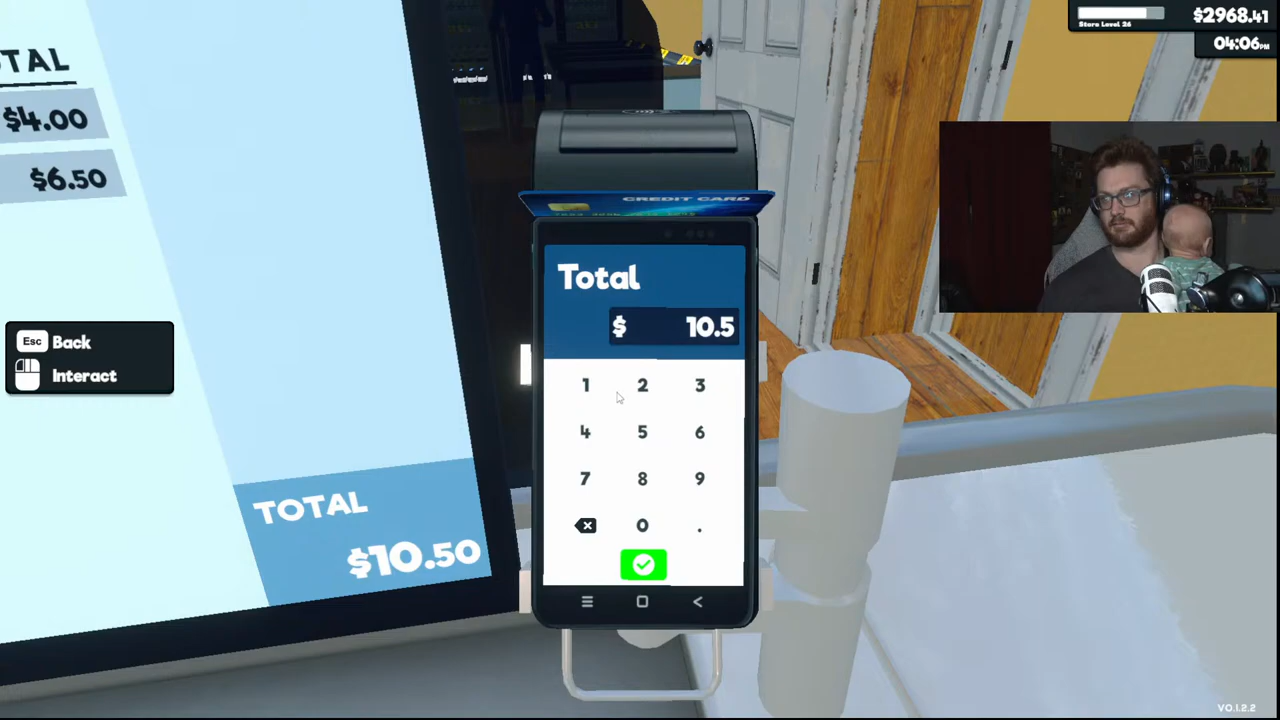 $2968.41
Store Level 26
04:06PM
TOTAL
$4.00
$6.50
CREDIT CARD
Total
$ 10.5
Esc Back
Interact
1 2 3
4 5 6
7 8 9
0 .
TOTAL
$10.50
V0.1.2.2